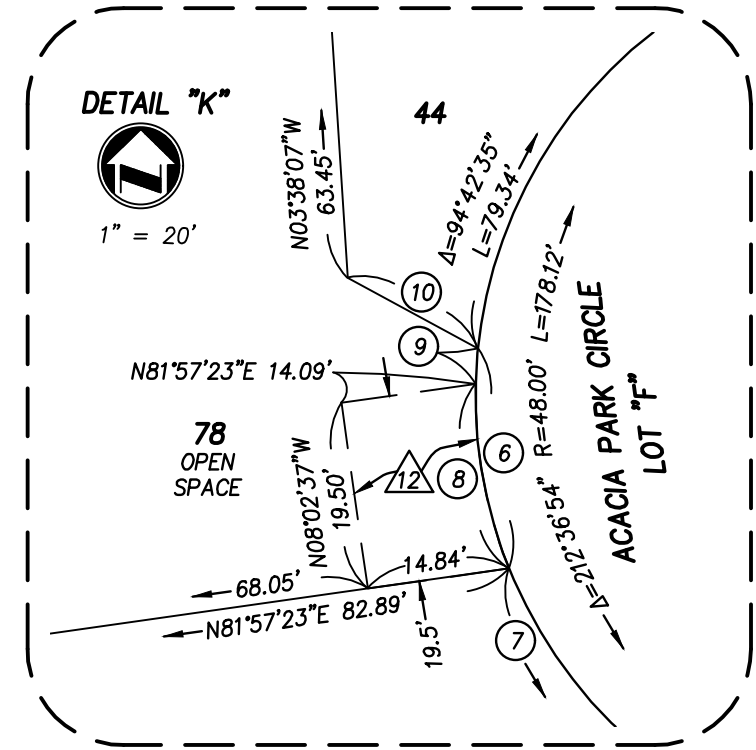 DETAIL "K"
1" = 20'
44
N03°38'07"W
63.45'
Δ=94°42'35"
L=79.34'
10
9
N81°57'23"E 14.09'
78
OPEN
SPACE
N08°02'37"W
19.50'
12
8
6
Δ=212°36'54" R=48.00' L=178.12'
ACACIA PARK CIRCLE
LOT "F"
14.84'
68.05'
N81°57'23"E 82.89'
19.5'
7